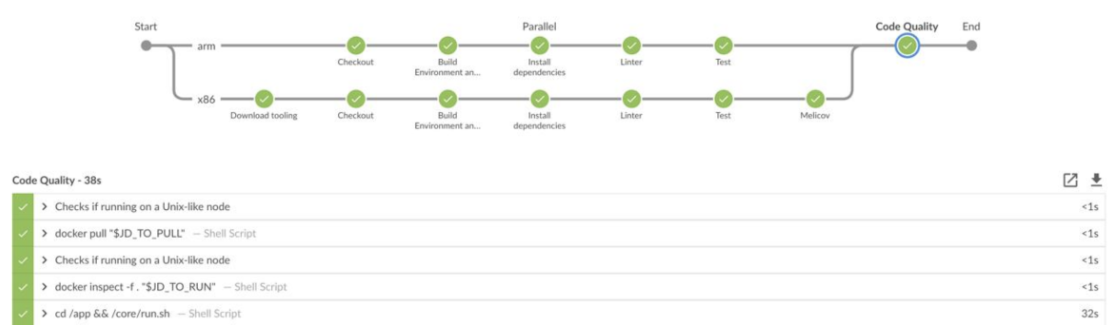 Start
Parallel
Code Quality
End
arm
Checkout
Build
Environment an...
Install
dependencies
Linter
Test
x86
Download tooling
Checkout
Build
Environment an...
Install
dependencies
Linter
Test
Melicov
Code Quality - 38s
Checks if running on a Unix-like node <1s
docker pull "$JD_TO_PULL" — Shell Script <1s
Checks if running on a Unix-like node <1s
docker inspect -f . "$JD_TO_RUN" — Shell Script <1s
cd /app && /core/run.sh — Shell Script 32s